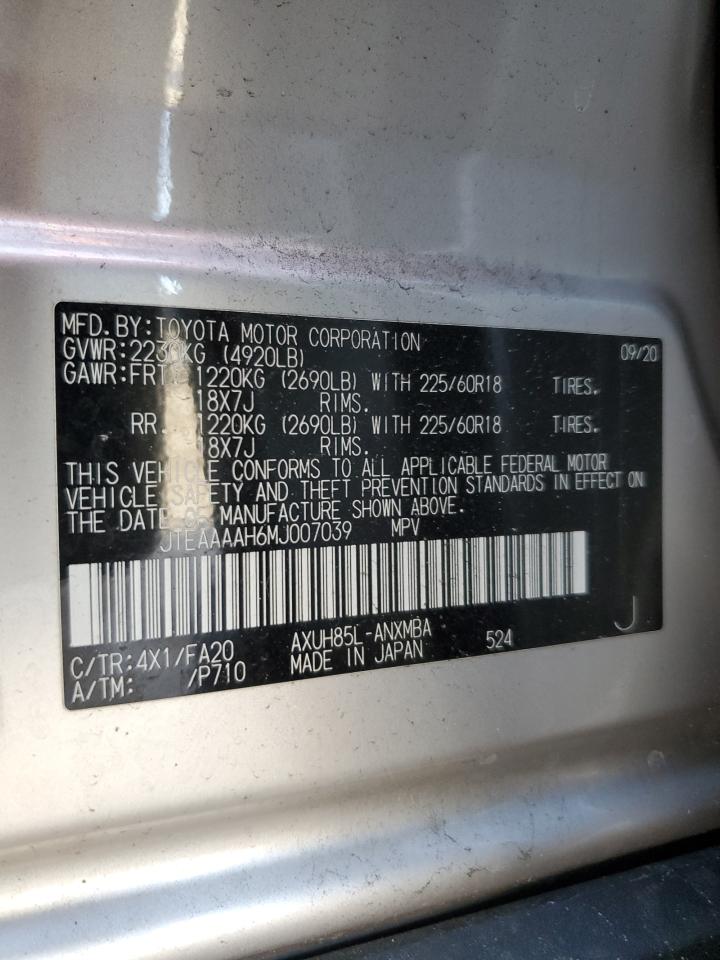 MFD.BY:TOYOTA MOTOR CORPORATION 09/20
GVWR:2230KG (4920LB)
GAWR:FRT. 1220KG (2690LB) WITH 225/60R18 TIRES.
18X7J RIMS.
RR. 1220KG (2690LB) WITH 225/60R18 TIRES.
18X7J RIMS.
THIS VEHICLE CONFORMS TO ALL APPLICABLE FEDERAL MOTOR
VEHICLE SAFETY AND THEFT PREVENTION STANDARDS IN EFFECT ON
THE DATE OF MANUFACTURE SHOWN ABOVE.
JTEAAAAH6MJ007039 MPV
C/TR:4X1/FA20 AXUH85L-ANXMBA 524 J
A/TM: /P710 MADE IN JAPAN